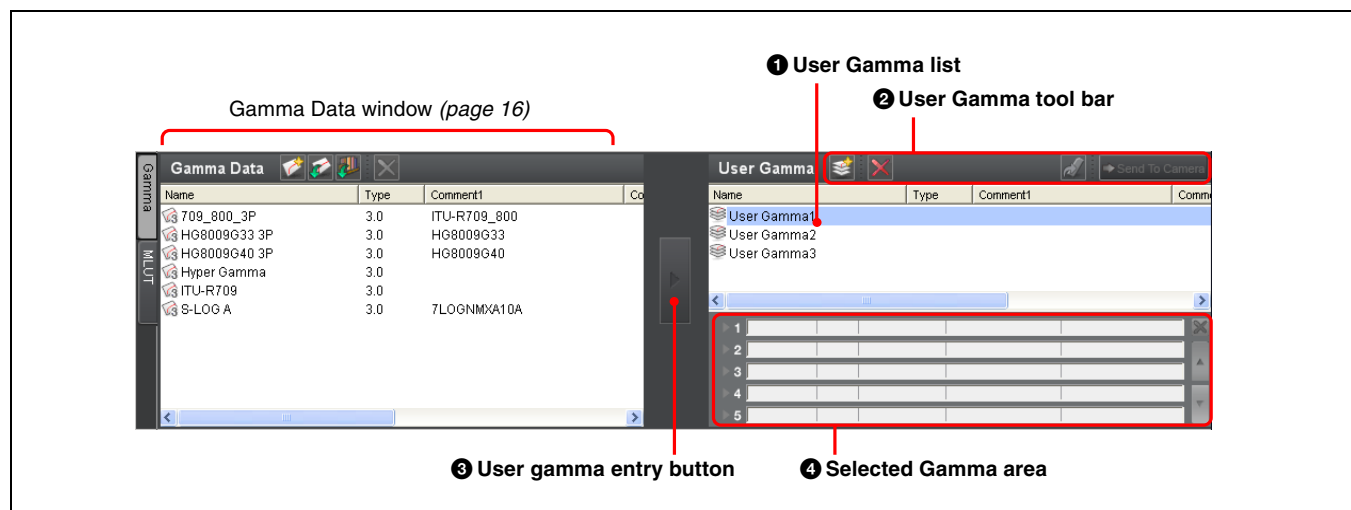 ❶ User Gamma list
❷ User Gamma tool bar
Gamma Data window (page 16)
Gamma
MLUT
Gamma Data
Name Type Comment1 Co
709_800_3P 3.0 ITU-R709_800
HG8009G33 3P 3.0 HG8009G33
HG8009G40 3P 3.0 HG8009G40
Hyper Gamma 3.0
ITU-R709 3.0
S-LOG A 3.0 7LOGNMXA10A
User Gamma
Send To Camera
Name Type Comment1 Comm
User Gamma1
User Gamma2
User Gamma3
1
2
3
4
5
❸ User gamma entry button
❹ Selected Gamma area